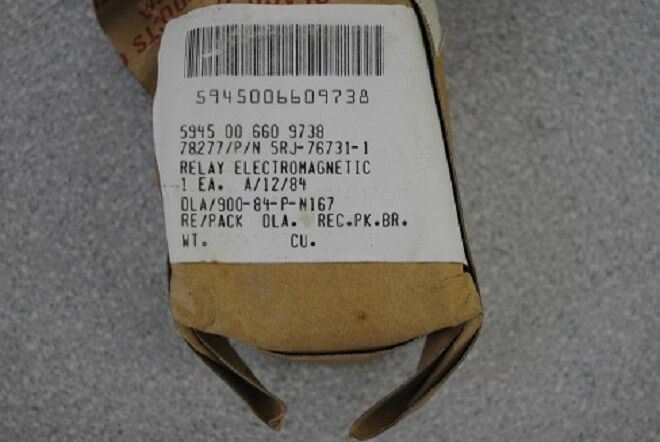 5945006609738
5945 00 660 9738
78277/P/N SRJ-76731-1
RELAY ELECTROMAGNETIC
1 EA. A/12/84
DLA/900-84-P-N167
RE/PACK DLA. REC.PK.BR.
WT. CU.